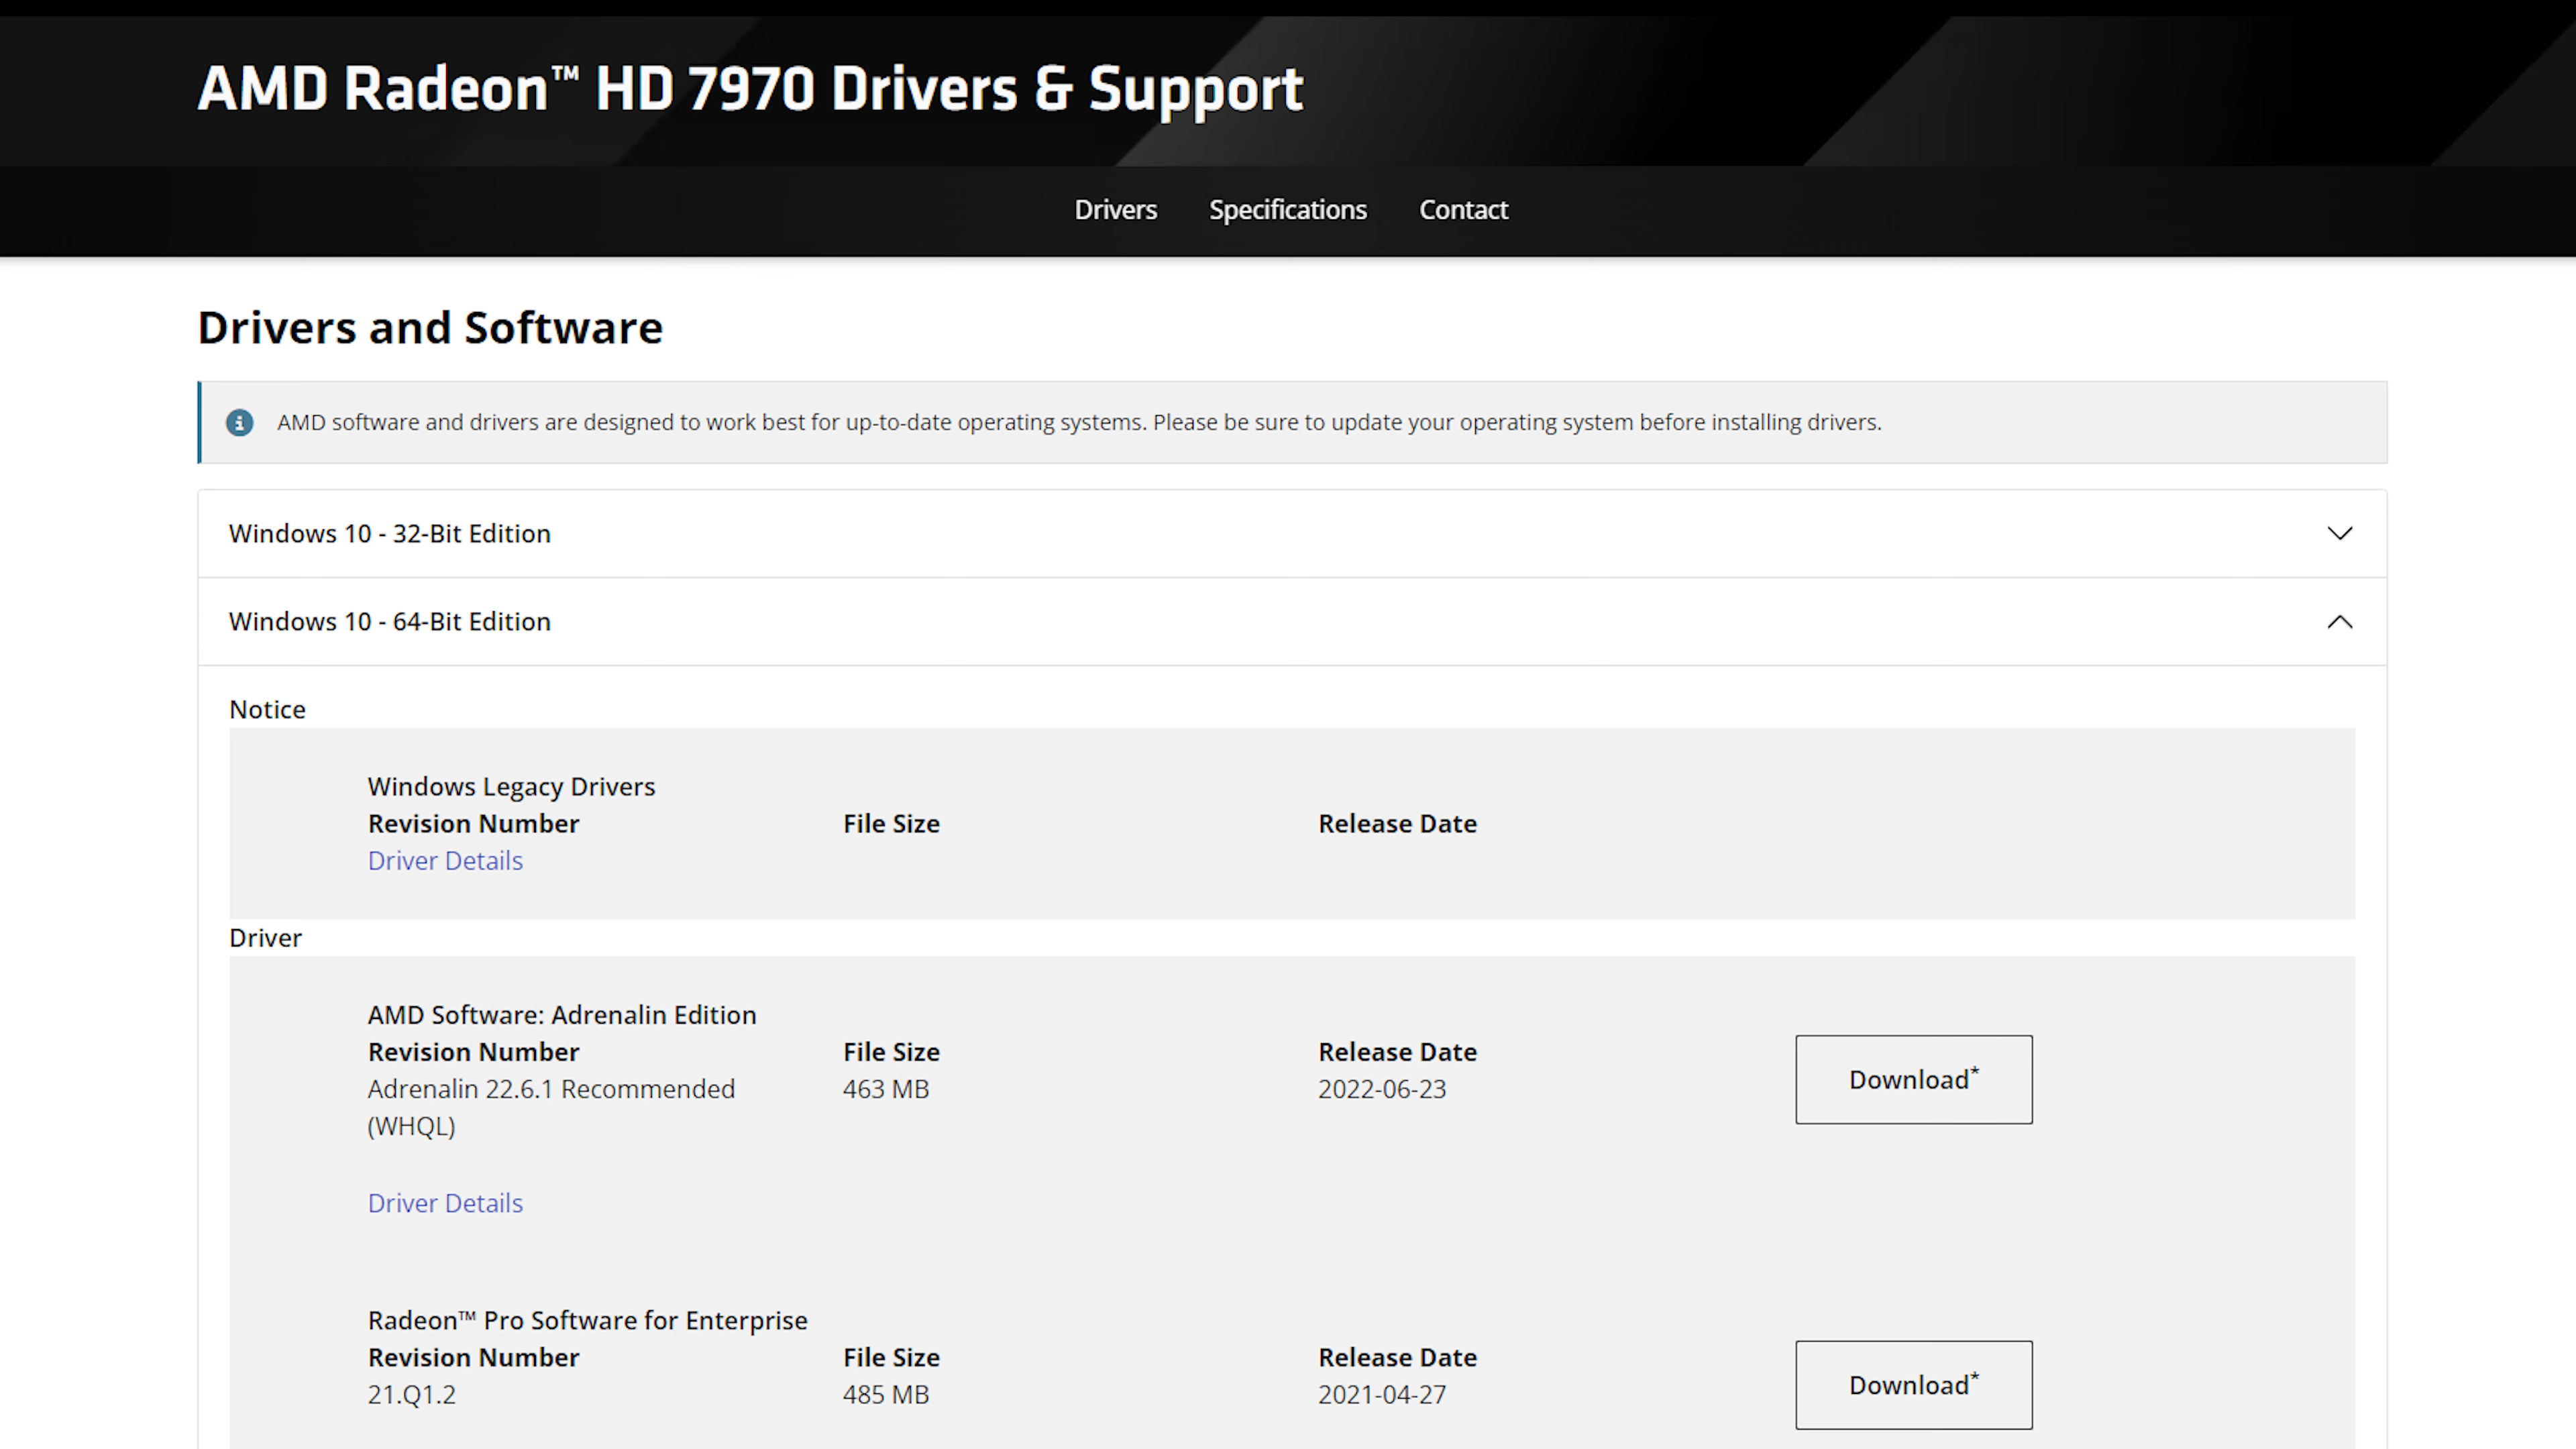 AMD Radeon™ HD 7970 Drivers & Support
Drivers Specifications Contact
Drivers and Software
AMD software and drivers are designed to work best for up-to-date operating systems. Please be sure to update your operating system before installing drivers.
Windows 10 - 32-Bit Edition
Windows 10 - 64-Bit Edition
Notice
Windows Legacy Drivers
Revision Number File Size Release Date
Driver Details
Driver
AMD Software: Adrenalin Edition
Revision Number File Size Release Date
Adrenalin 22.6.1 Recommended 463 MB 2022-06-23 Download*
(WHQL)
Driver Details
Radeon™ Pro Software for Enterprise
Revision Number File Size Release Date
21.Q1.2 485 MB 2021-04-27 Download*